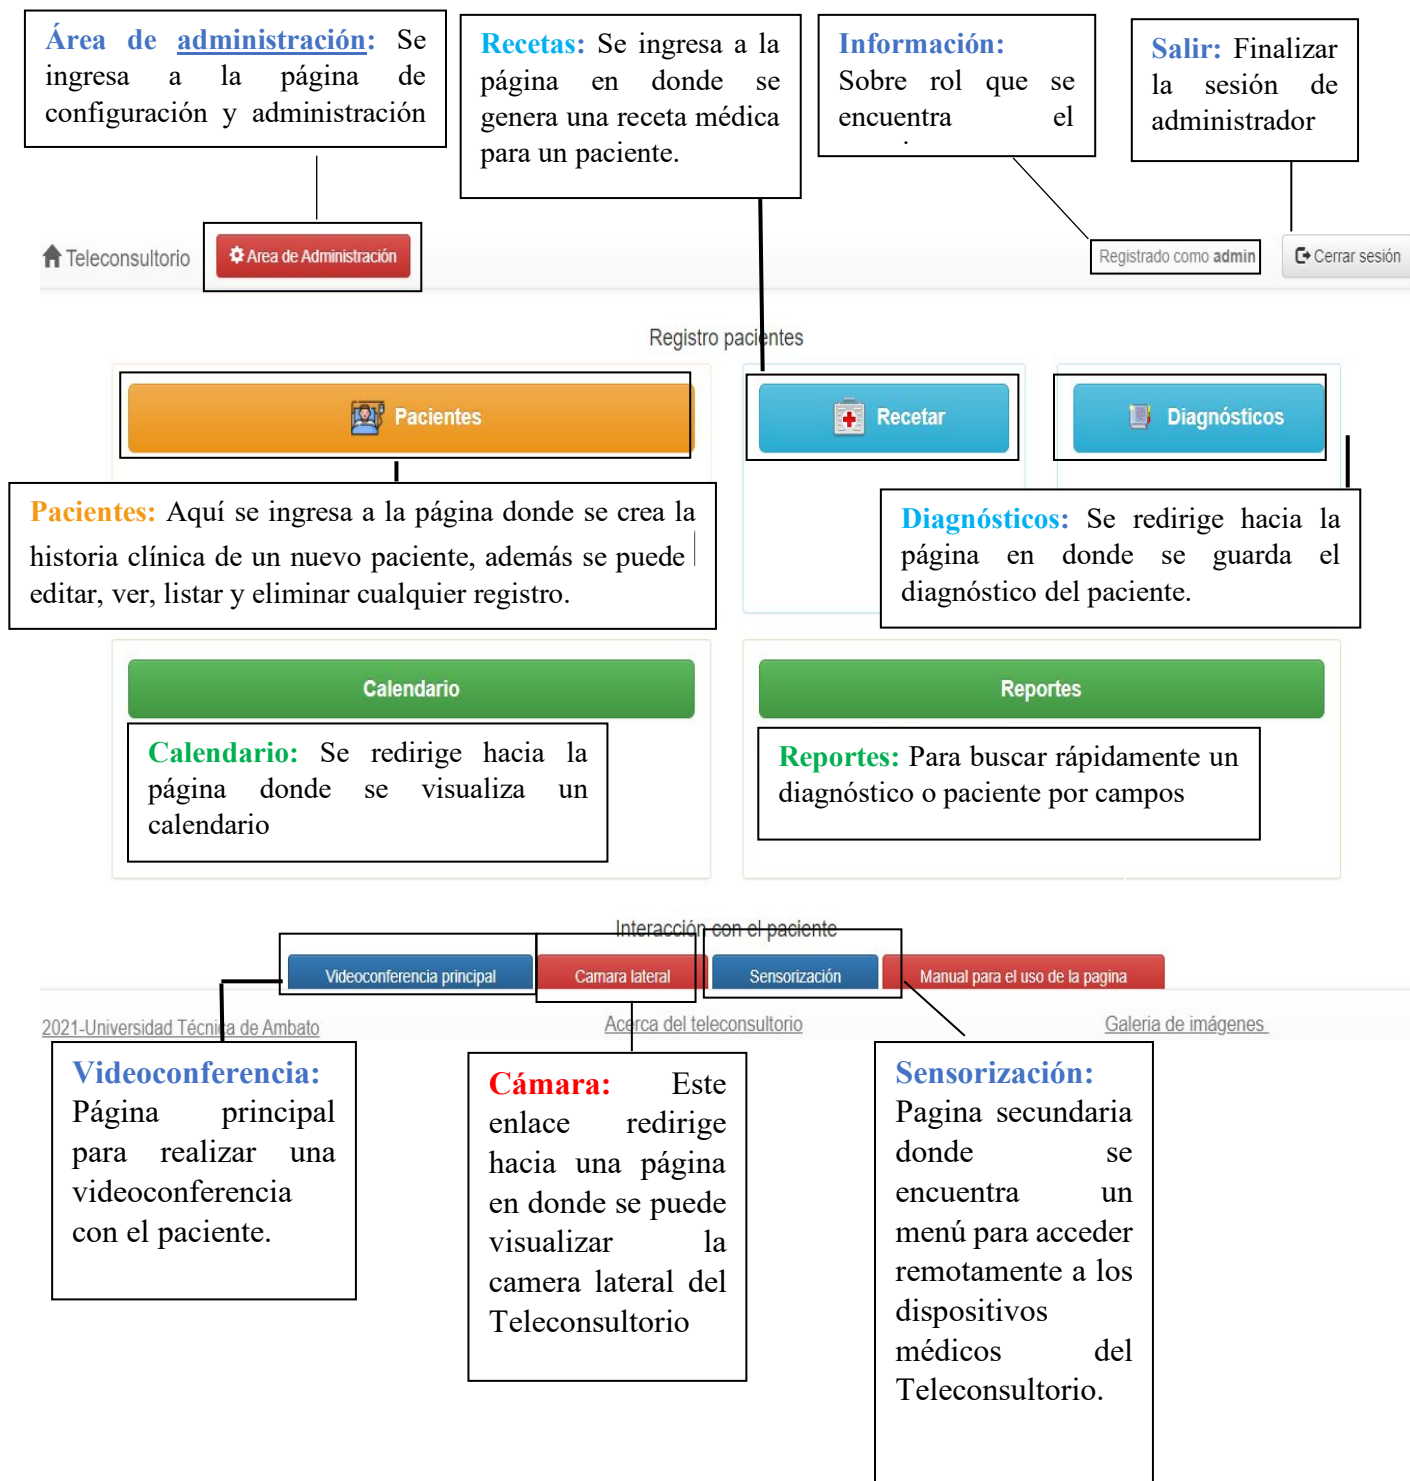 Área de administración: Se
ingresa a la página de
configuración y administración
Recetas: Se ingresa a la
página en donde se
genera una receta médica
para un paciente.
Información:
Sobre rol que se
encuentra el
Salir: Finalizar
la sesión de
administrador
Teleconsultorio
Area de Administración
Registrado como admin
Cerrar sesión
Registro pacientes
Pacientes
Recetar
Diagnósticos
Pacientes: Aquí se ingresa a la página donde se crea la
historia clínica de un nuevo paciente, además se puede
editar, ver, listar y eliminar cualquier registro.
Diagnósticos: Se redirige hacia la
página en donde se guarda el
diagnóstico del paciente.
Calendario
Reportes
Calendario: Se redirige hacia la
página donde se visualiza un
calendario
Reportes: Para buscar rápidamente un
diagnóstico o paciente por campos
Interacción con el paciente
Videoconferencia principal
Camara lateral
Sensorización
Manual para el uso de la pagina
2021-Universidad Técnica de Ambato
Acerca del teleconsultorio
Galeria de imágenes
Videoconferencia:
Página principal
para realizar una
videoconferencia
con el paciente.
Cámara: Este
enlace redirige
hacia una página
en donde se puede
visualizar la
camera lateral del
Teleconsultorio
Sensorización:
Pagina secundaria
donde se
encuentra un
menú para acceder
remotamente a los
dispositivos
médicos del
Teleconsultorio.